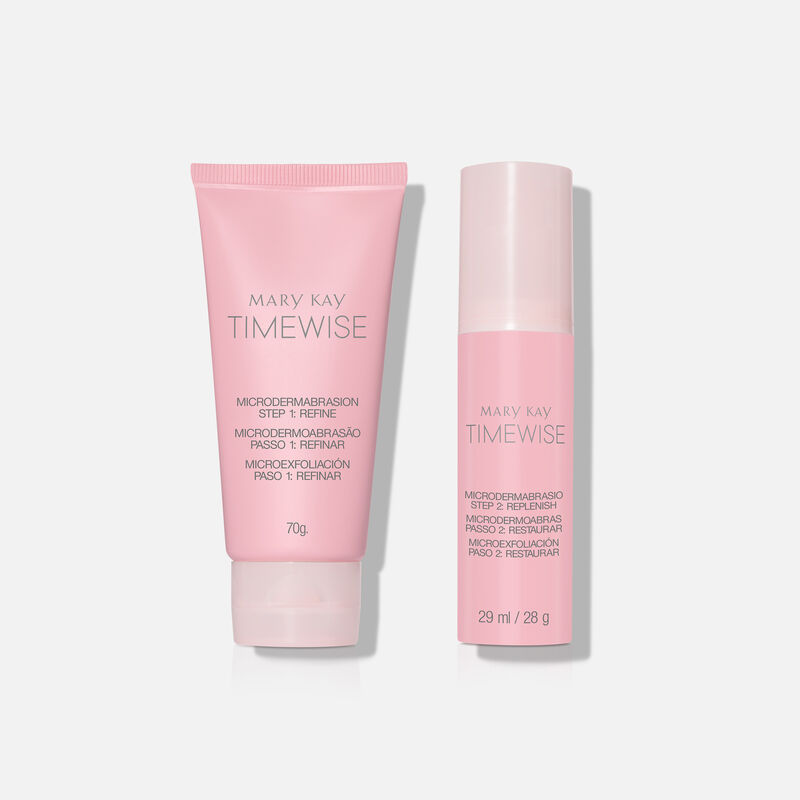 MARY KAY
TIMEWISE
MICRODERMABRASION
STEP 1: REFINE
MICRODERMOABRASÃO
PASSO 1: REFINAR
MICROEXFOLIACIÓN
PASO 1: REFINAR
70g.
MARY KAY
TIMEWISE
MICRODERMABRASIO
STEP 2: REPLENISH
MICRODERMOABRAS
PASSO 2: RESTAURAR
MICROEXFOLIACIÓN
PASO 2: RESTAURAR
29 ml / 28 g